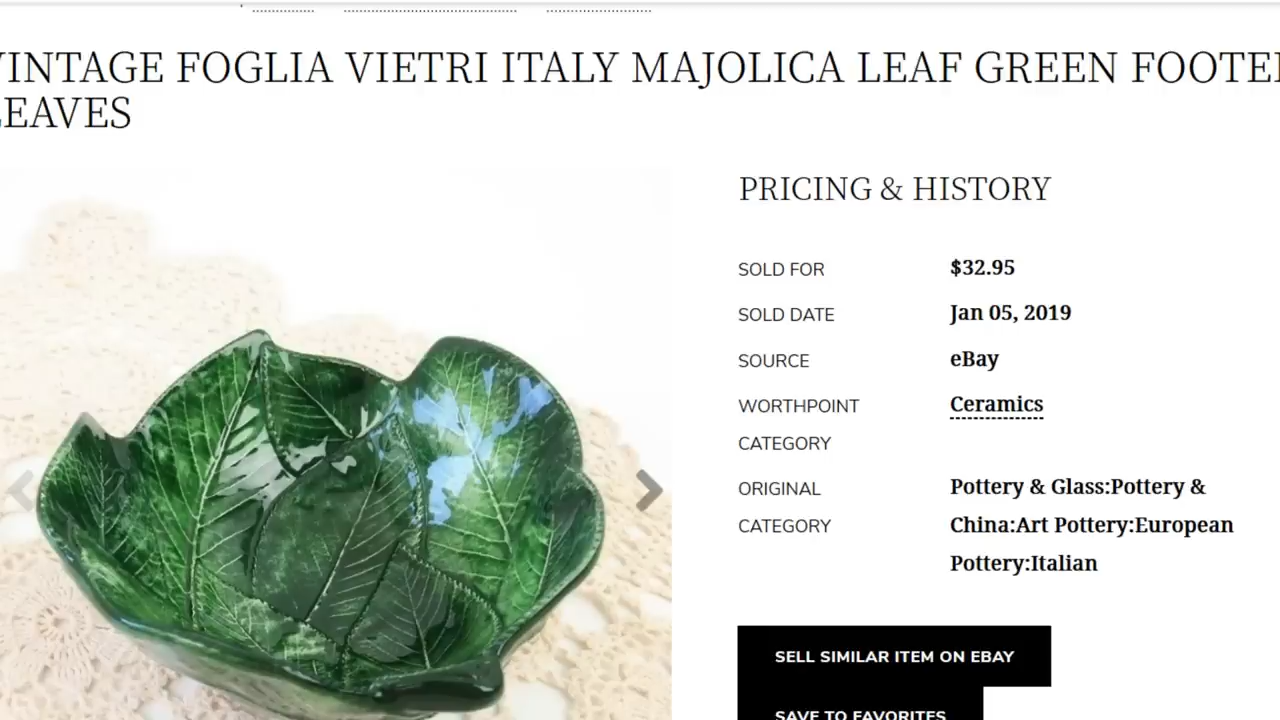 VINTAGE FOGLIA VIETRI ITALY MAJOLICA LEAF GREEN FOOTE
LEAVES
PRICING & HISTORY
SOLD FOR $32.95
SOLD DATE Jan 05, 2019
SOURCE eBay
WORTHPOINT CATEGORY Ceramics
ORIGINAL CATEGORY Pottery & Glass:Pottery &
China:Art Pottery:European
Pottery:Italian
SELL SIMILAR ITEM ON EBAY
SAVE TO FAVORITES